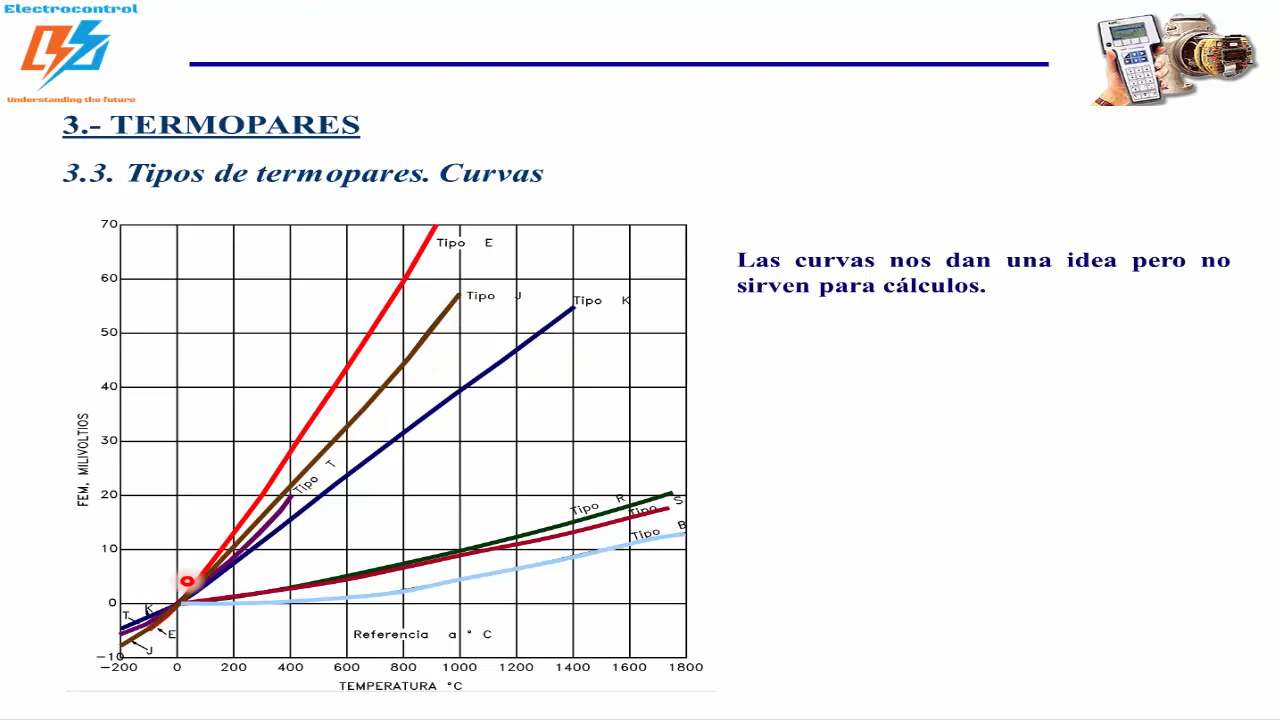 Electrocontrol
Understanding the future
3.- TERMOPARES
3.3. Tipos de termopares. Curvas
Las curvas nos dan una idea pero no
sirven para cálculos.
70
60
50
40
30
20
10
0
-10
FEM, MILIVOLTIOS
Tipo E
Tipo J
Tipo K
Tipo T
Tipo R
Tipo S
Tipo B
T
K
E
J
Referencia a ° C
-200 0 200 400 600 800 1000 1200 1400 1600 1800
TEMPERATURA °C